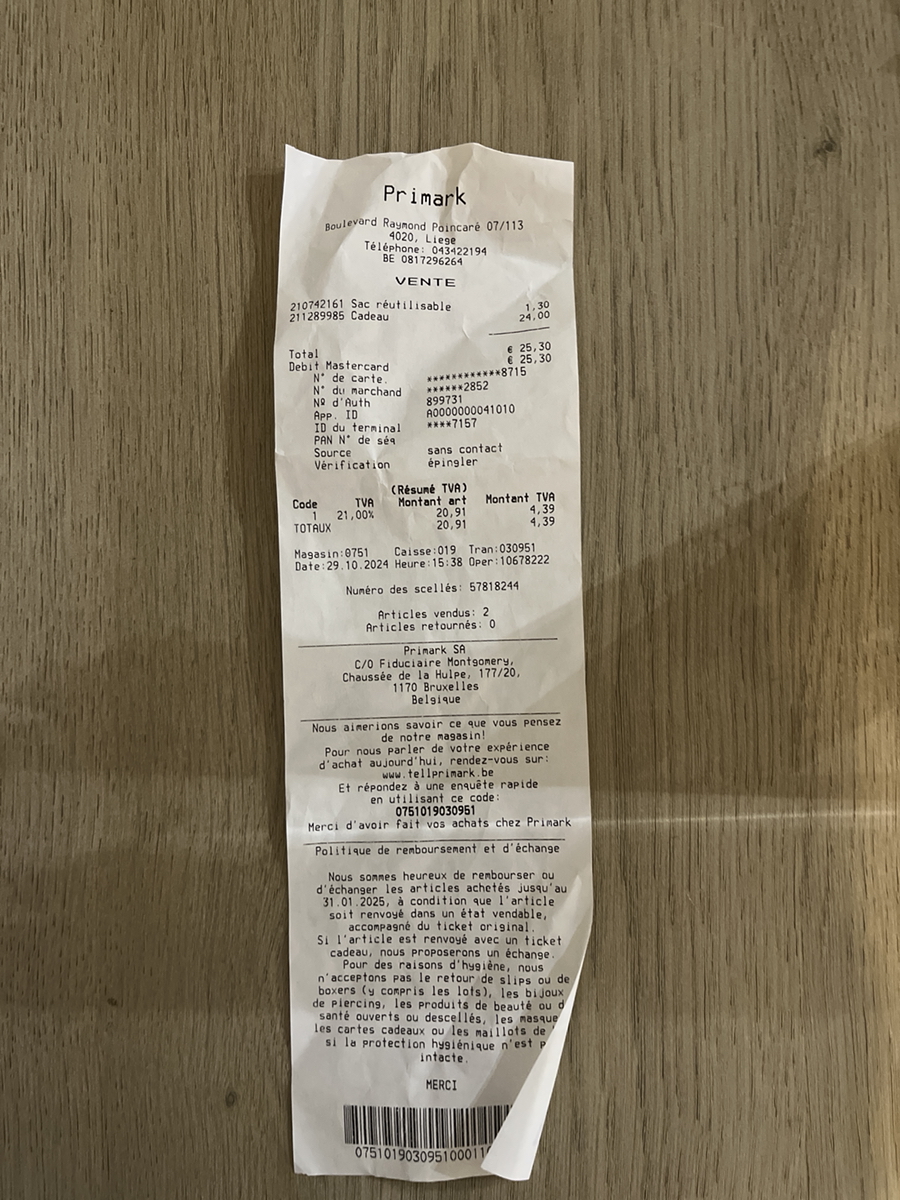 Primark
Boulevard Raymond Poincaré 07/113
4020, Liege
Téléphone: 043422194
BE 0817296264
VENTE
210742161 Sac réutilisable 1,30
211289985 Cadeau 24,00
Total € 25,30
Debit Mastercard € 25,30
N° de carte. ************8715
N° du marchand ******2852
Nº d'Auth 899731
App. ID A0000000041010
ID du terminal ****7157
PAN N° de séq
Source sans contact
Vérification épingler
(Résumé TVA)
Code TVA Montant art Montant TVA
1 21,00% 20,91 4,39
TOTAUX 20,91 4,39
Magasin:0751 Caisse:019 Tran:030951
Date:29.10.2024 Heure:15:38 Oper:10678222
Numéro des scellés: 57818244
Articles vendus: 2
Articles retournés: 0
Primark SA
C/O Fiduciaire Montgomery,
Chaussée de la Hulpe, 177/20,
1170 Bruxelles
Belgique
Nous aimerions savoir ce que vous pensez
de notre magasin!
Pour nous parler de votre expérience
d'achat aujourd'hui, rendez-vous sur:
www.tellprimark.be
Et répondez à une enquête rapide
en utilisant ce code:
0751019030951
Merci d'avoir fait vos achats chez Primark
Politique de remboursement et d'échange
Nous sommes heureux de rembourser ou
d'échanger les articles achetés jusqu'au
31.01.2025, à condition que l'article
soit renvoyé dans un état vendable,
accompagné du ticket original.
Si l'article est renvoyé avec un ticket
cadeau, nous proposerons un échange.
Pour des raisons d'hygiène, nous
n'acceptons pas le retour de slips ou de
boxers (y compris les lots), les bijoux
de piercing, les produits de beauté ou
santé ouverts ou descellés, les masque
les cartes cadeaux ou les maillots de
si la protection hygiénique n'est
intacte.
MERCI